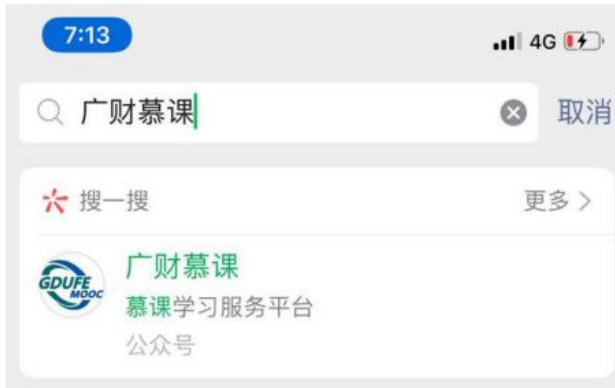 7:13 4G
广财慕课 取消
搜一搜 更多 >
GDUFE MOOC
广财慕课
慕课学习服务平台
公众号